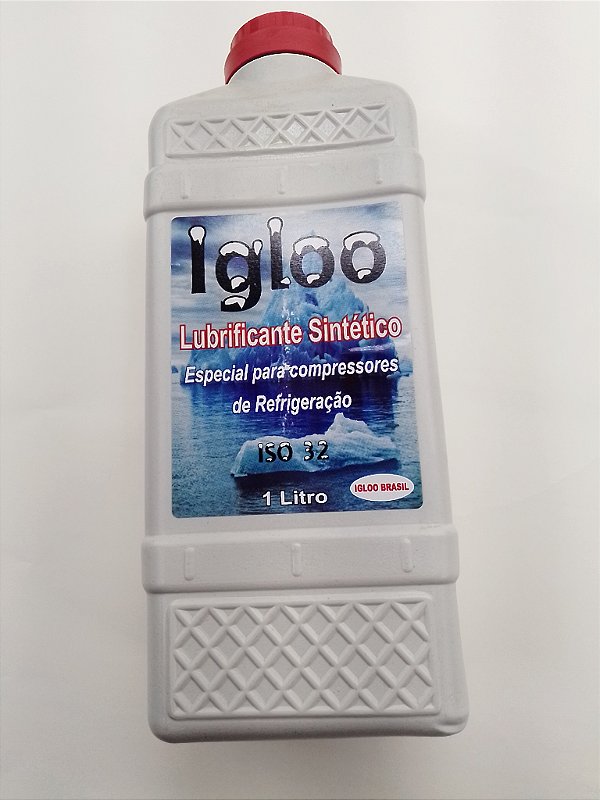 Igloo
Lubrificante Sintético
Especial para compressores
de Refrigeração
ISO 32
1 Litro
IGLOO BRASIL